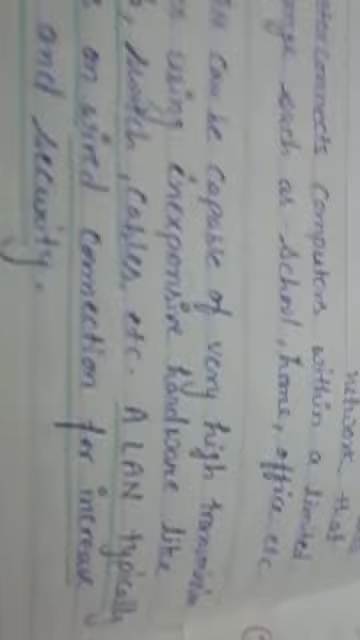 network that
interconnects computers within a limited
range such as school, home, office etc
can be capable of very high transmission
using inexpensive hardware like
switch, cables, etc. A LAN typically
on wired connection for increase
and security.